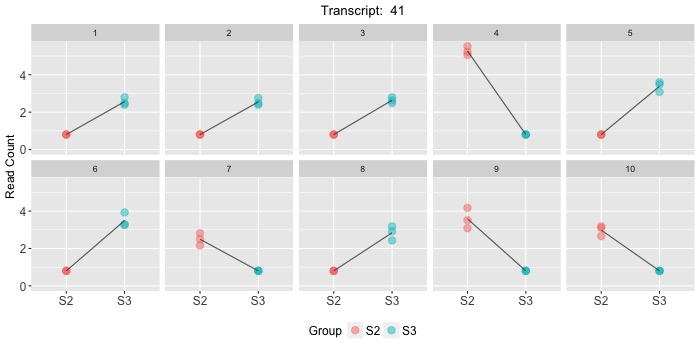 Transcript: 41
1 2 3 4 5
4
2
0
6 7 8 9 10
4
2
0
Read Count
S2 S3 S2 S3 S2 S3 S2 S3 S2 S3
Group S2 S3